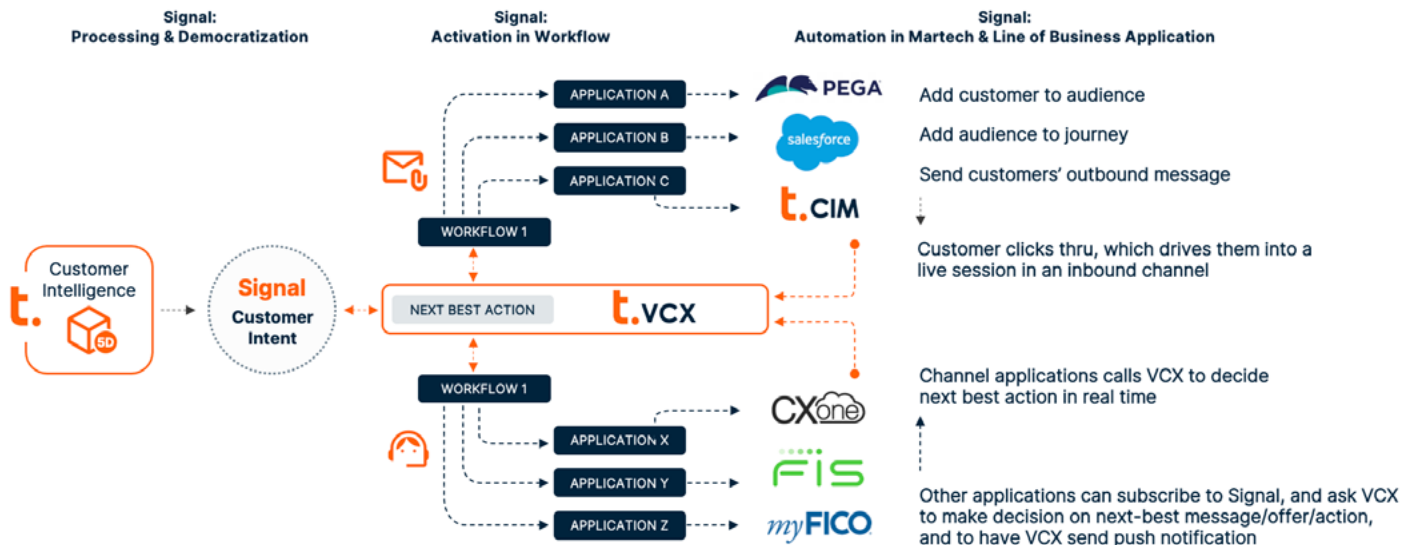 Signal:
Processing & Democratization
Signal:
Activation in Workflow
Signal:
Automation in Martech & Line of Business Application
APPLICATION A
PEGA
Add customer to audience
APPLICATION B
salesforce
Add audience to journey
APPLICATION C
t.CIM
Send customers' outbound message
WORKFLOW 1
Customer clicks thru, which drives them into a
live session in an inbound channel
t.
Customer
Intelligence
5D
Signal
Customer
Intent
NEXT BEST ACTION
t.VCX
WORKFLOW 1
Channel applications calls VCX to decide
next best action in real time
APPLICATION X
CXone
APPLICATION Y
FIS
APPLICATION Z
myFICO
Other applications can subscribe to Signal, and ask VCX
to make decision on next-best message/offer/action,
and to have VCX send push notification